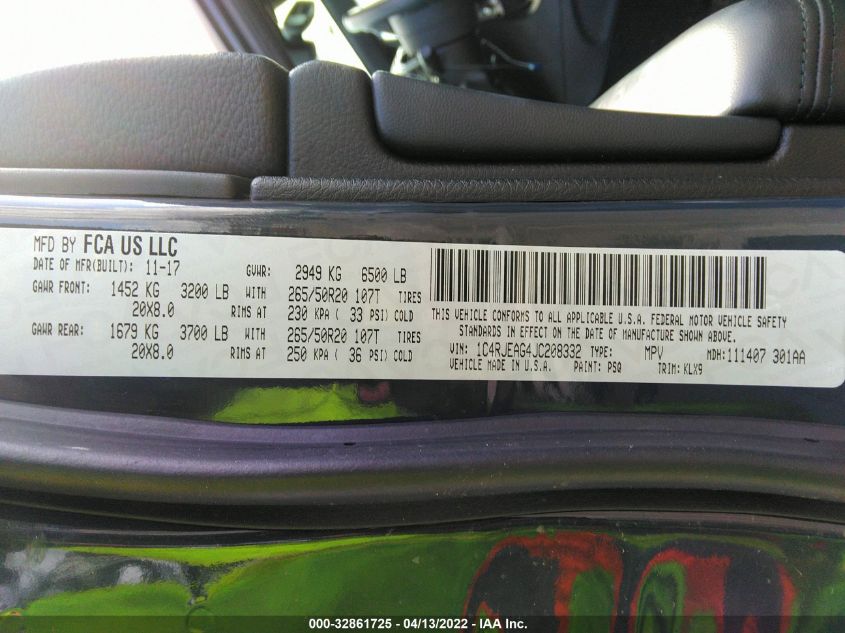 MFD BY FCA US LLC
DATE OF MFR(BUILT): 11-17 GVWR: 2949 KG 6500 LB
GAWR FRONT: 1452 KG 3200 LB WITH 265/50R20 107T TIRES
20X8.0 RIMS AT 230 KPA ( 33 PSI) COLD
GAWR REAR: 1679 KG 3700 LB WITH 265/50R20 107T TIRES
20X8.0 RIMS AT 250 KPA ( 36 PSI) COLD
THIS VEHICLE CONFORMS TO ALL APPLICABLE U.S.A. FEDERAL MOTOR VEHICLE SAFETY
STANDARDS IN EFFECT ON THE DATE OF MANUFACTURE SHOWN ABOVE.
VIN: 1C4RJEAG4JC208332 TYPE: MPV MDH: 111407 301AA
VEHICLE MADE IN U.S.A. PAINT: PSQ TRIM: KLX9
000-32861725 - 04/13/2022 - IAA Inc.